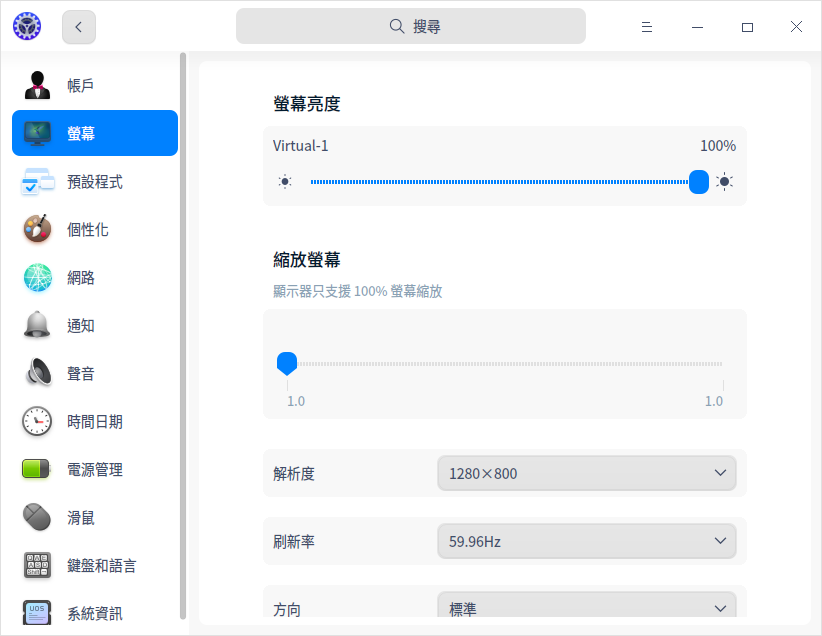 搜尋
帳戶
螢幕
預設程式
個性化
網路
通知
聲音
時間日期
電源管理
滑鼠
鍵盤和語言
UOS
系統資訊
螢幕亮度
Virtual-1
100%
縮放螢幕
顯示器只支援 100% 螢幕縮放
1.0
1.0
解析度
1280×800
刷新率
59.96Hz
方向
標準